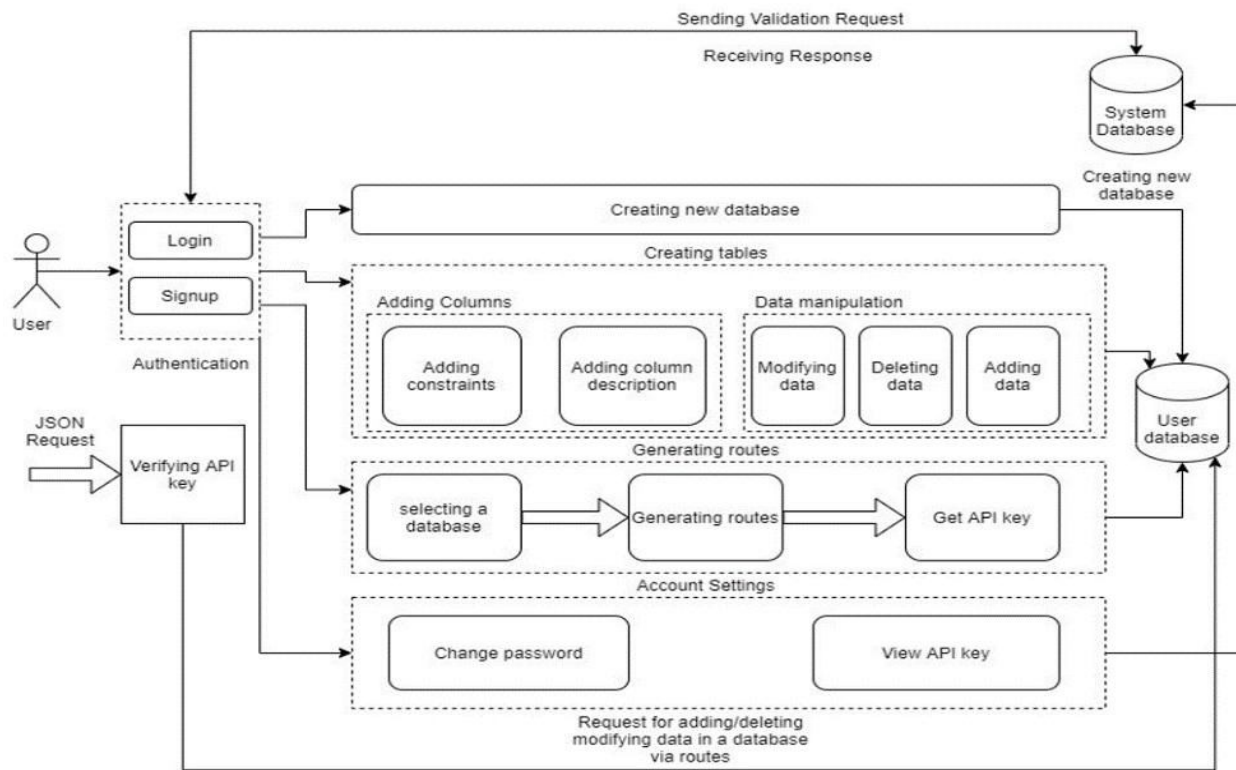 Sending Validation Request
Receiving Response
System
Database
Creating new
database
Creating new database
Login
Signup
User
Authentication
Creating tables
Adding Columns
Data manipulation
Adding
constraints
Adding column
description
Modifying
data
Deleting
data
Adding
data
User
database
JSON
Request
Verifying API
key
Generating routes
selecting a
database
Generating routes
Get API key
Account Settings
Change password
View API key
Request for adding/deleting
modifying data in a database
via routes